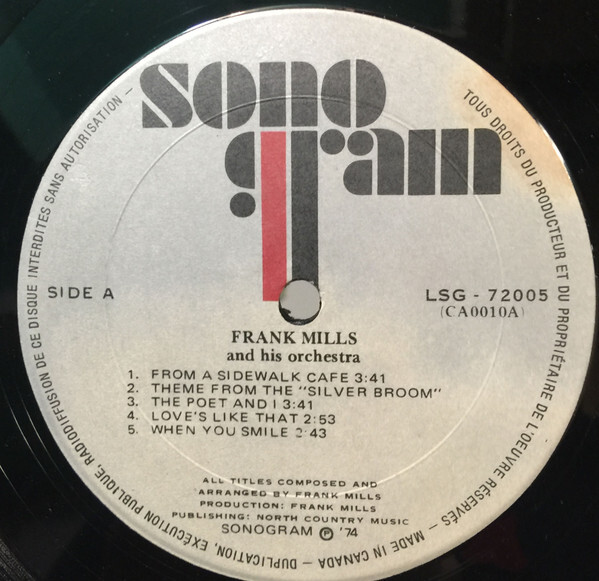 sono
gram
TOUS DROITS DU PRODUCTEUR ET DU PROPRIÉTAIRE DE L'OEUVRE RÉSERVÉS — MADE IN CANADA — DUPLICATION, EXÉCUTION PUBLIQUE, RADIODIFFUSION DE CE DISQUE INTERDITES SANS AUTORISATION —
SIDE A
LSG - 72005
(CA0010A)
FRANK MILLS
and his orchestra
1. FROM A SIDEWALK CAFE 3:41
2. THEME FROM THE "SILVER BROOM"
3. THE POET AND I 3:41
4. LOVE'S LIKE THAT 2:53
5. WHEN YOU SMILE 2:43
ALL TITLES COMPOSED AND
ARRANGED BY FRANK MILLS
PRODUCTION: FRANK MILLS
PUBLISHING: NORTH COUNTRY MUSIC
SONOGRAM ℗ '74